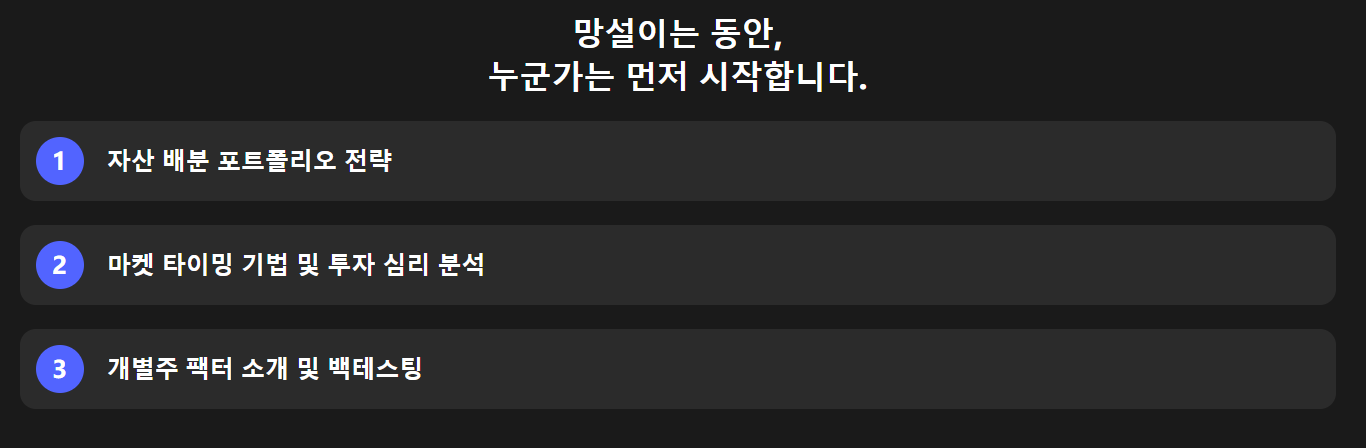 망설이는 동안,
누군가는 먼저 시작합니다.
1 자산 배분 포트폴리오 전략
2 마켓 타이밍 기법 및 투자 심리 분석
3 개별주 팩터 소개 및 백테스팅